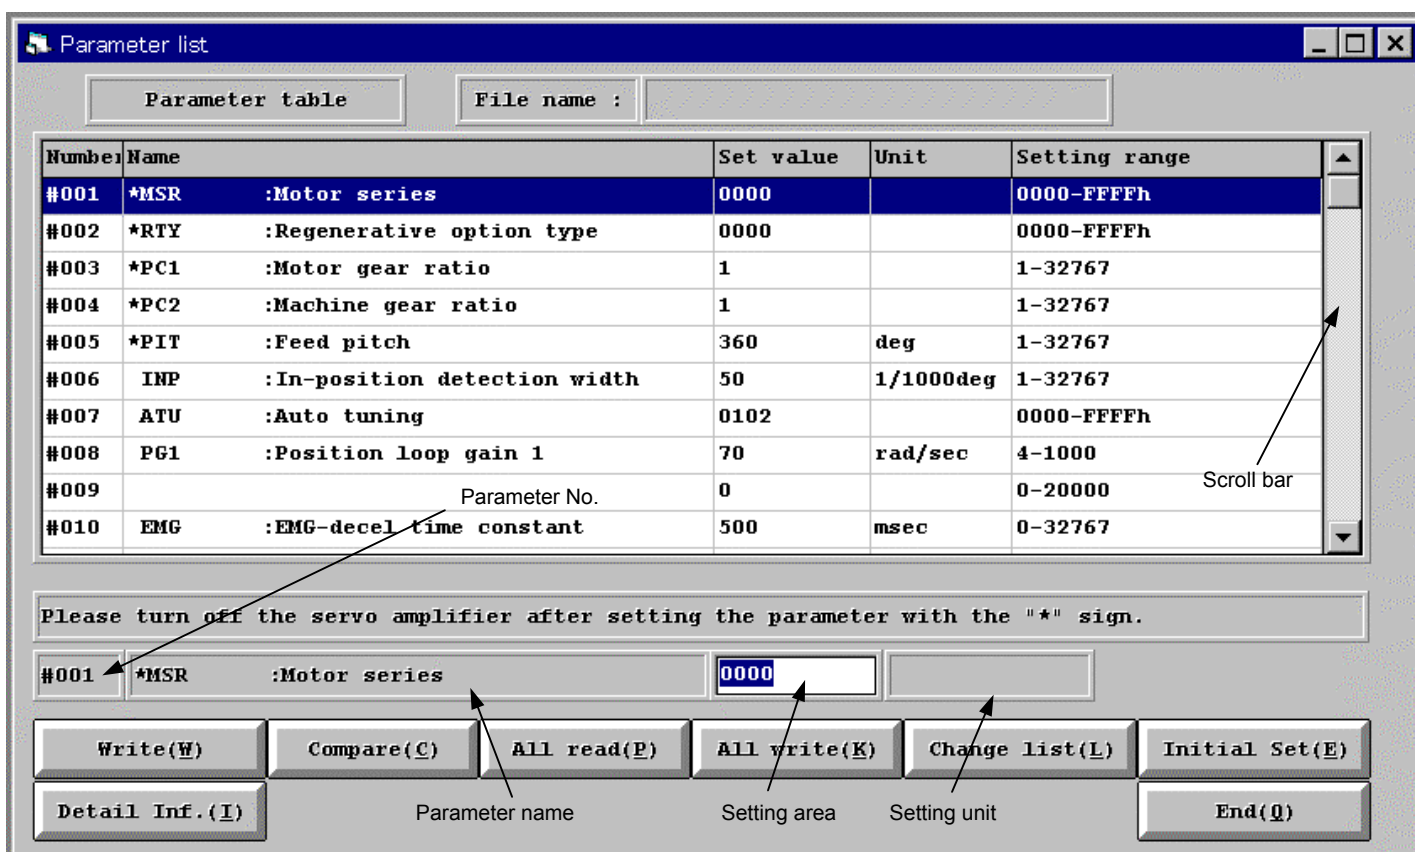 Parameter list
Parameter table File name :
Number Name Set value Unit Setting range
#001 *MSR :Motor series 0000 0000-FFFFh
#002 *RTY :Regenerative option type 0000 0000-FFFFh
#003 *PC1 :Motor gear ratio 1 1-32767
#004 *PC2 :Machine gear ratio 1 1-32767
#005 *PIT :Feed pitch 360 deg 1-32767
#006 INP :In-position detection width 50 1/1000deg 1-32767
#007 ATU :Auto tuning 0102 0000-FFFFh
#008 PG1 :Position loop gain 1 70 rad/sec 4-1000
Scroll bar
#009 0 0-20000
Parameter No.
#010 EMG :EMG-decel time constant 500 msec 0-32767
Please turn off the servo amplifier after setting the parameter with the "*" sign.
#001 *MSR :Motor series 0000
Write(W) Compare(C) All read(P) All write(K) Change list(L) Initial Set(E)
Detail Inf.(I) Parameter name Setting area Setting unit End(Q)